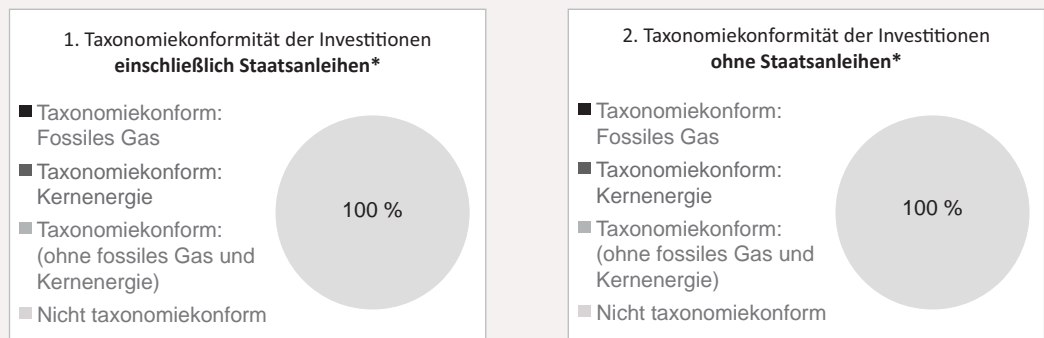 1. Taxonomiekonformität der Investitionen
einschließlich Staatsanleihen*
Taxonomiekonform:
Fossiles Gas
Taxonomiekonform:
Kernenergie
Taxonomiekonform:
(ohne fossiles Gas und
Kernenergie)
Nicht taxonomiekonform
100 %
2. Taxonomiekonformität der Investitionen
ohne Staatsanleihen*
Taxonomiekonform:
Fossiles Gas
Taxonomiekonform:
Kernenergie
Taxonomiekonform:
(ohne fossiles Gas und
Kernenergie)
Nicht taxonomiekonform
100 %